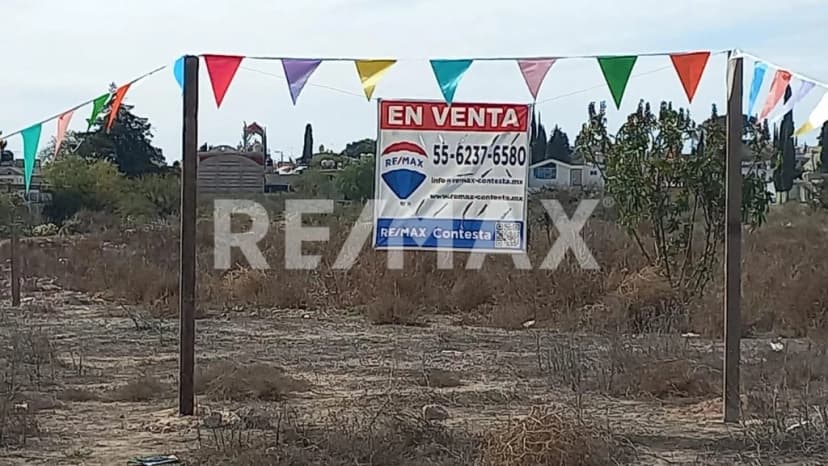 EN VENTA
RE/MAX
55-6237-6580
info@remax-contesta.mx
www.remax-contesta.mx
RE/MAX Contesta
RE/MAX